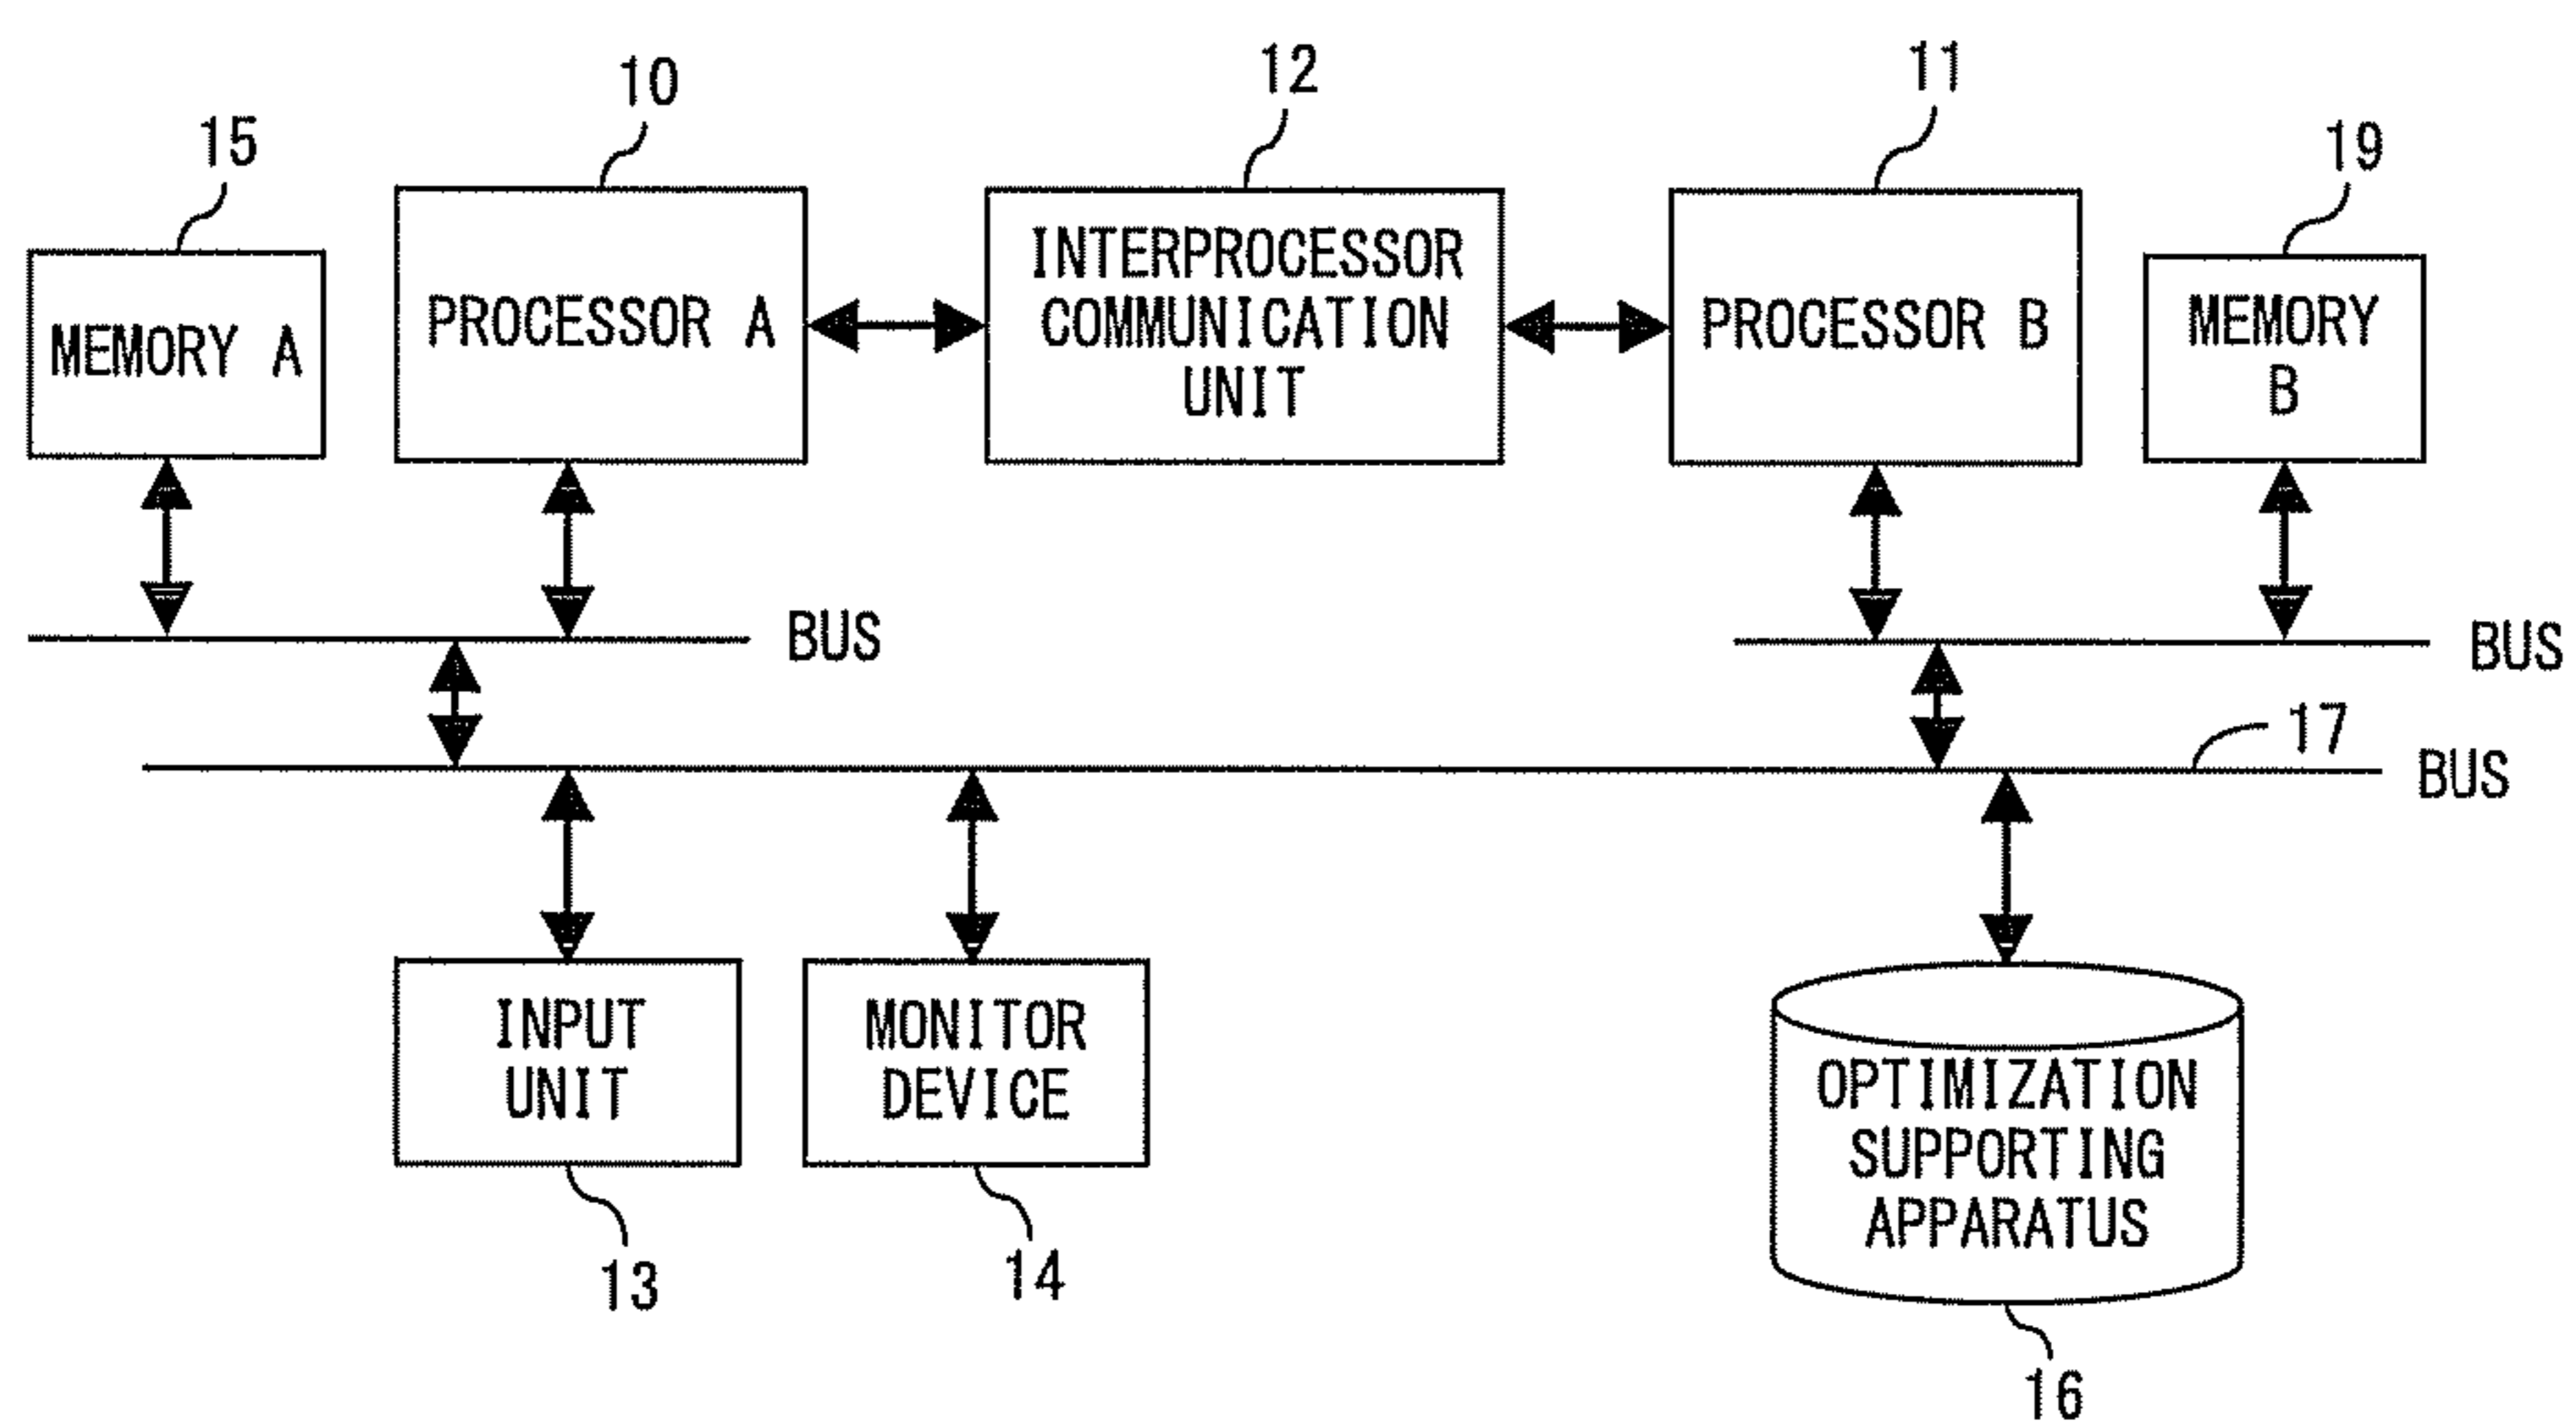 15
10
12
11
19
MEMORY A
PROCESSOR A
INTERPROCESSOR
COMMUNICATION
UNIT
PROCESSOR B
MEMORY
B
BUS
BUS
17
BUS
INPUT
UNIT
MONITOR
DEVICE
OPTIMIZATION
SUPPORTING
APPARATUS
13
14
16